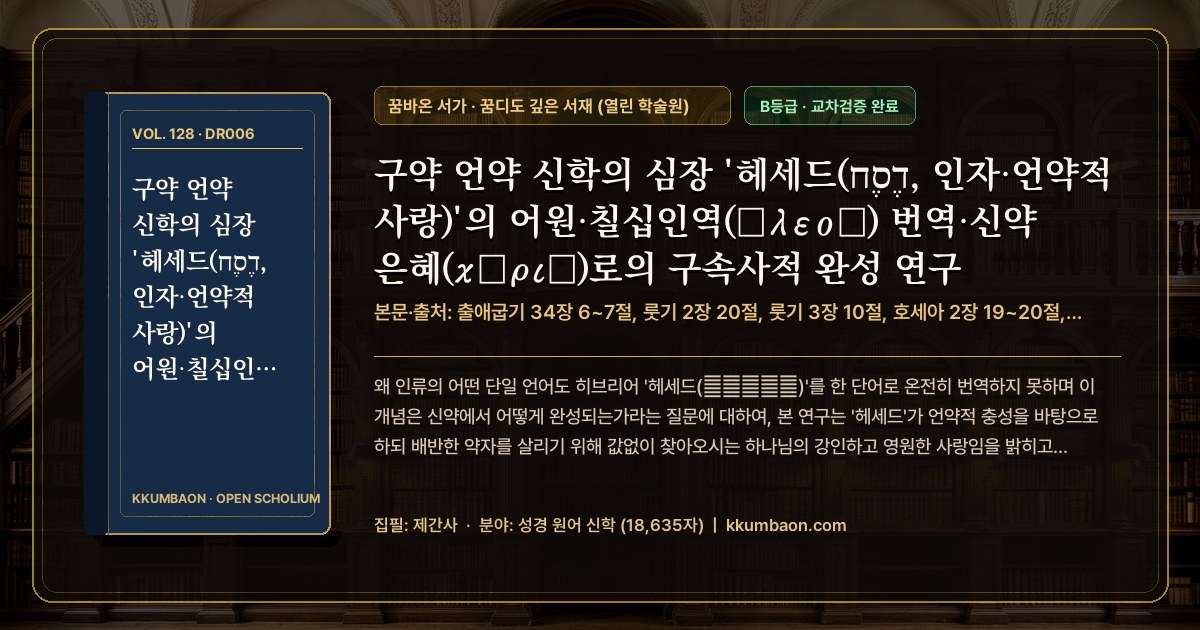 VOL. 128 · DR006
구약 언약
신학의 심장
'헤세드(חֶסֶד,
인자·언약적
사랑)'의
어원·칠십인…
KKUMBAON · OPEN SCHOLIUM
꿈바온 서가 · 꿈디도 깊은 서재 (열린 학술원)
B등급 · 교차검증 완료
구약 언약 신학의 심장 '헤세드(חֶסֶד, 인자·언약적
사랑)'의 어원·칠십인역(□λεο□) 번역·신약
은혜(χ□ρι□)로의 구속사적 완성 연구
본문·출처: 출애굽기 34장 6~7절, 룻기 2장 20절, 룻기 3장 10절, 호세아 2장 19~20절,...
왜 인류의 어떤 단일 언어도 히브리어 '헤세드(□□□□□)'를 한 단어로 온전히 번역하지 못하며 이
개념은 신약에서 어떻게 완성되는가라는 질문에 대하여, 본 연구는 '헤세드'가 언약적 충성을 바탕으로
하되 배반한 약자를 살리기 위해 값없이 찾아오시는 하나님의 강인하고 영원한 사랑임을 밝히고...
집필: 제간사 · 분야: 성경 원어 신학 (18,635자) | kkumbaon.com